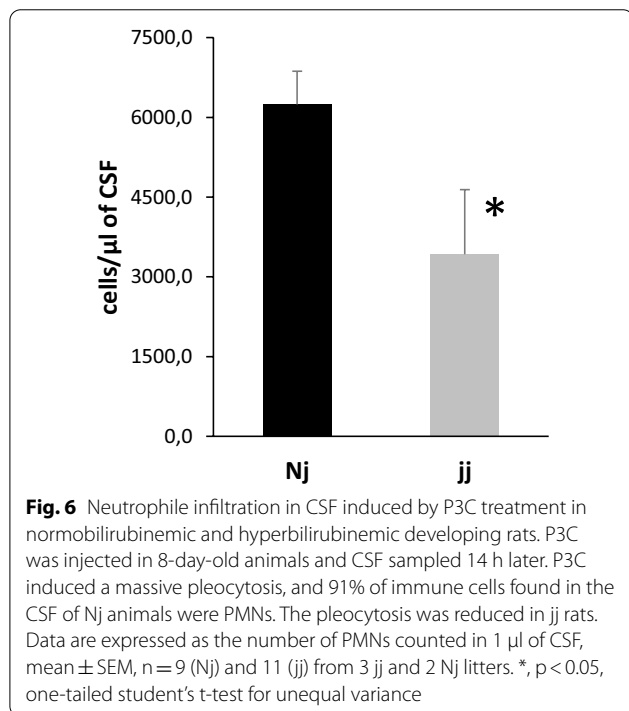 7500,0
6000,0
4500,0
3000,0
1500,0
0,0
cells/µl of CSF
*
Nj
jj
Fig. 6 Neutrophile infiltration in CSF induced by P3C treatment in
normobilirubinemic and hyperbilirubinemic developing rats. P3C
was injected in 8-day-old animals and CSF sampled 14 h later. P3C
induced a massive pleocytosis, and 91% of immune cells found in the
CSF of Nj animals were PMNs. The pleocytosis was reduced in jj rats.
Data are expressed as the number of PMNs counted in 1 µl of CSF,
mean ± SEM, n = 9 (Nj) and 11 (jj) from 3 jj and 2 Nj litters. *, p < 0.05,
one-tailed student's t-test for unequal variance